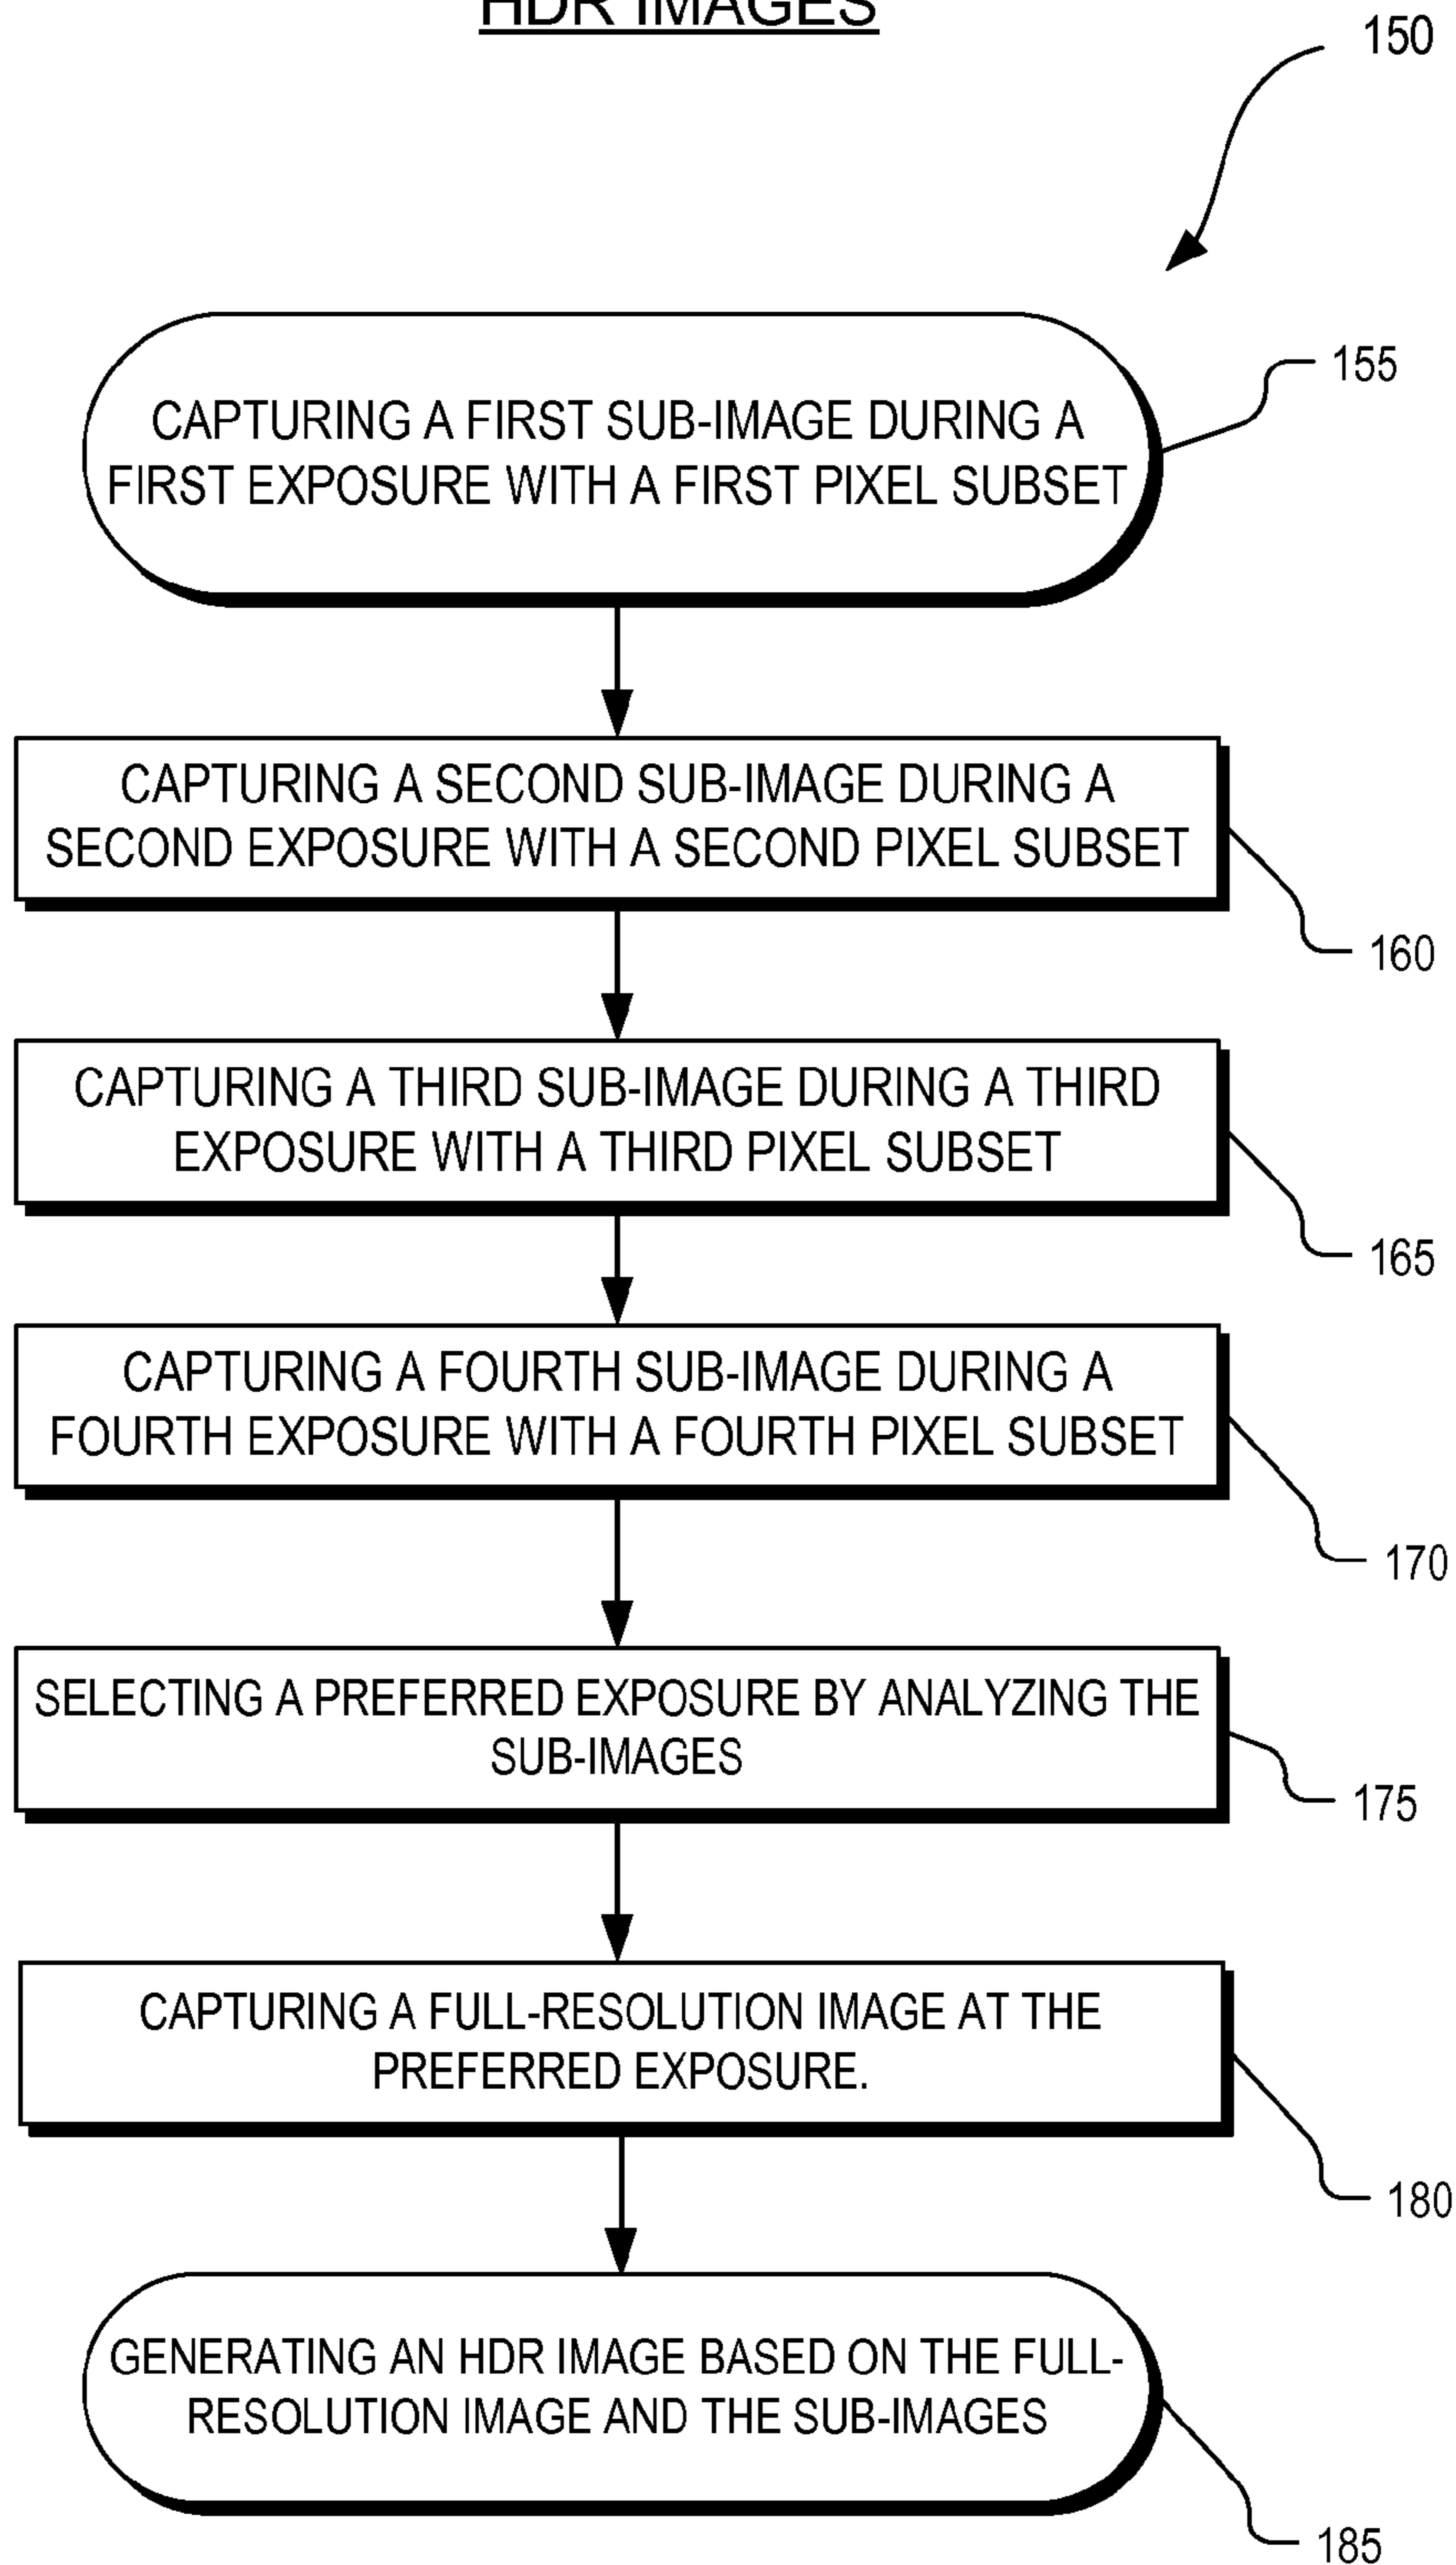 HDR IMAGES
150
CAPTURING A FIRST SUB-IMAGE DURING A
FIRST EXPOSURE WITH A FIRST PIXEL SUBSET
155
CAPTURING A SECOND SUB-IMAGE DURING A
SECOND EXPOSURE WITH A SECOND PIXEL SUBSET
160
CAPTURING A THIRD SUB-IMAGE DURING A THIRD
EXPOSURE WITH A THIRD PIXEL SUBSET
165
CAPTURING A FOURTH SUB-IMAGE DURING A
FOURTH EXPOSURE WITH A FOURTH PIXEL SUBSET
170
SELECTING A PREFERRED EXPOSURE BY ANALYZING THE
SUB-IMAGES
175
CAPTURING A FULL-RESOLUTION IMAGE AT THE
PREFERRED EXPOSURE.
180
GENERATING AN HDR IMAGE BASED ON THE FULL-
RESOLUTION IMAGE AND THE SUB-IMAGES
185